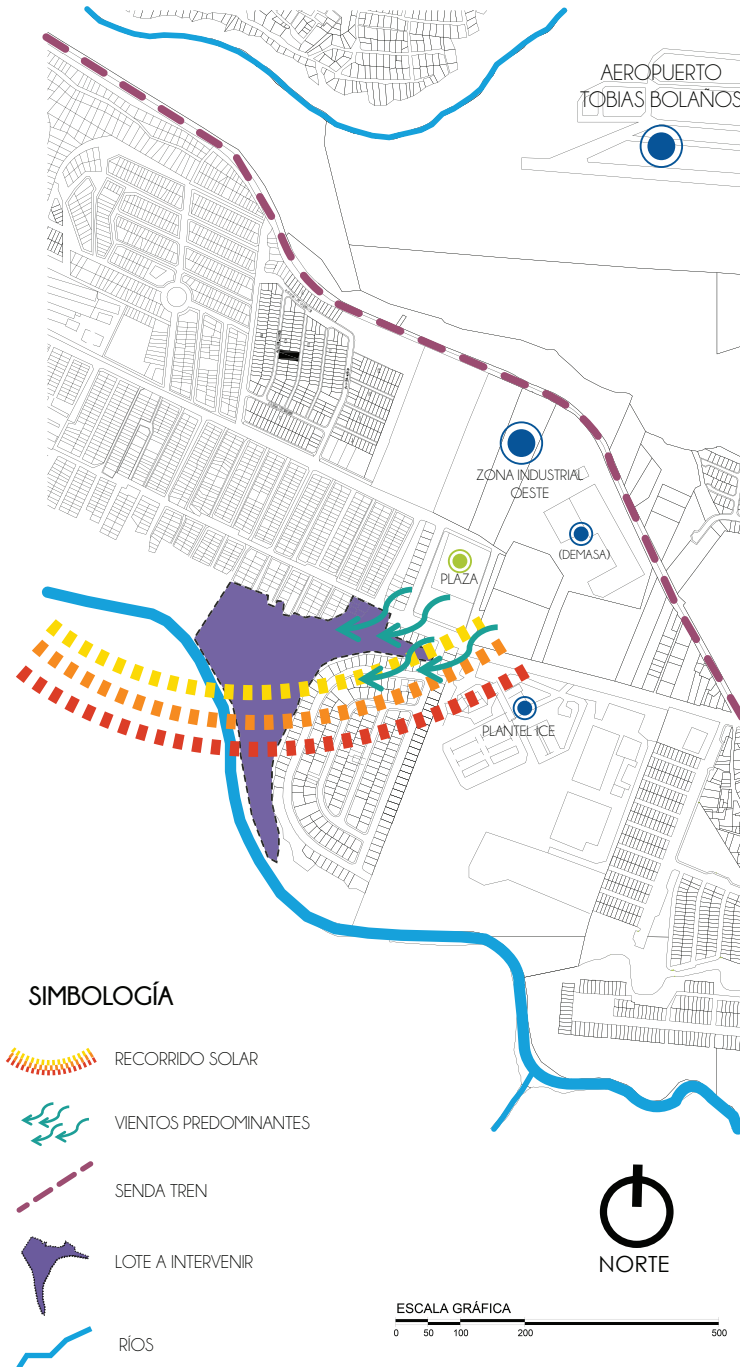 AEROPUERTO
TOBIAS BOLAÑOS
ZONA INDUSTRIAL
OESTE
(DEMASA)
PLAZA
PLANTEL ICE
SIMBOLOGÍA
RECORRIDO SOLAR
VIENTOS PREDOMINANTES
SENDA TREN
LOTE A INTERVENIR
RÍOS
NORTE
ESCALA GRÁFICA
0 50 100 200 500